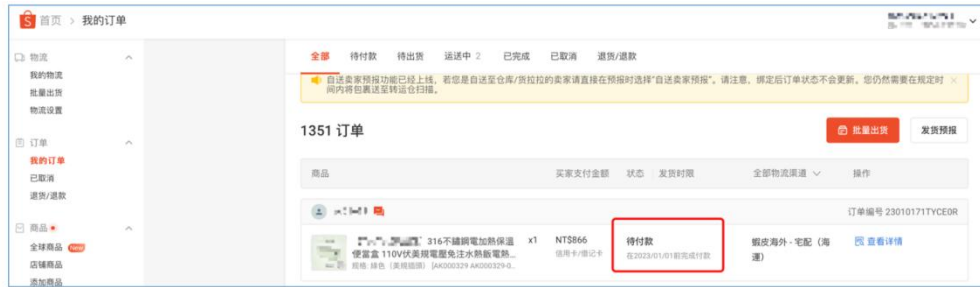 首页 > 我的订单
物流
我的物流
批量出货
物流设置
订单
我的订单
已取消
退货/退款
商品
全球商品 New
店铺商品
添加商品
全部 待付款 待出货 运送中 2 已完成 已取消 退货/退款
自送卖家预报功能已经上线，若您是自送至仓库/货拉拉的卖家请直接在预报时选择"自送卖家预报"。请注意，绑定后订单状态不会更新。您仍然需要在规定时
间内将包裹送至转运仓扫描。
1351 订单
批量出货 发货预报
商品 买家支付金额 状态 发货时限 全部物流渠道 操作
订单编号 23010171TYCE0R
316不鏽鋼電加熱保溫 x1 NT$866 待付款 蝦皮海外 - 宅配（海 查看详情
便當盒 110V伏美規電壓免注水熱飯電熱... 信用卡/借记卡 在2023/01/01前完成付款 運）
规格: 綠色（美規插頭） [AK000329 AK000329-0..